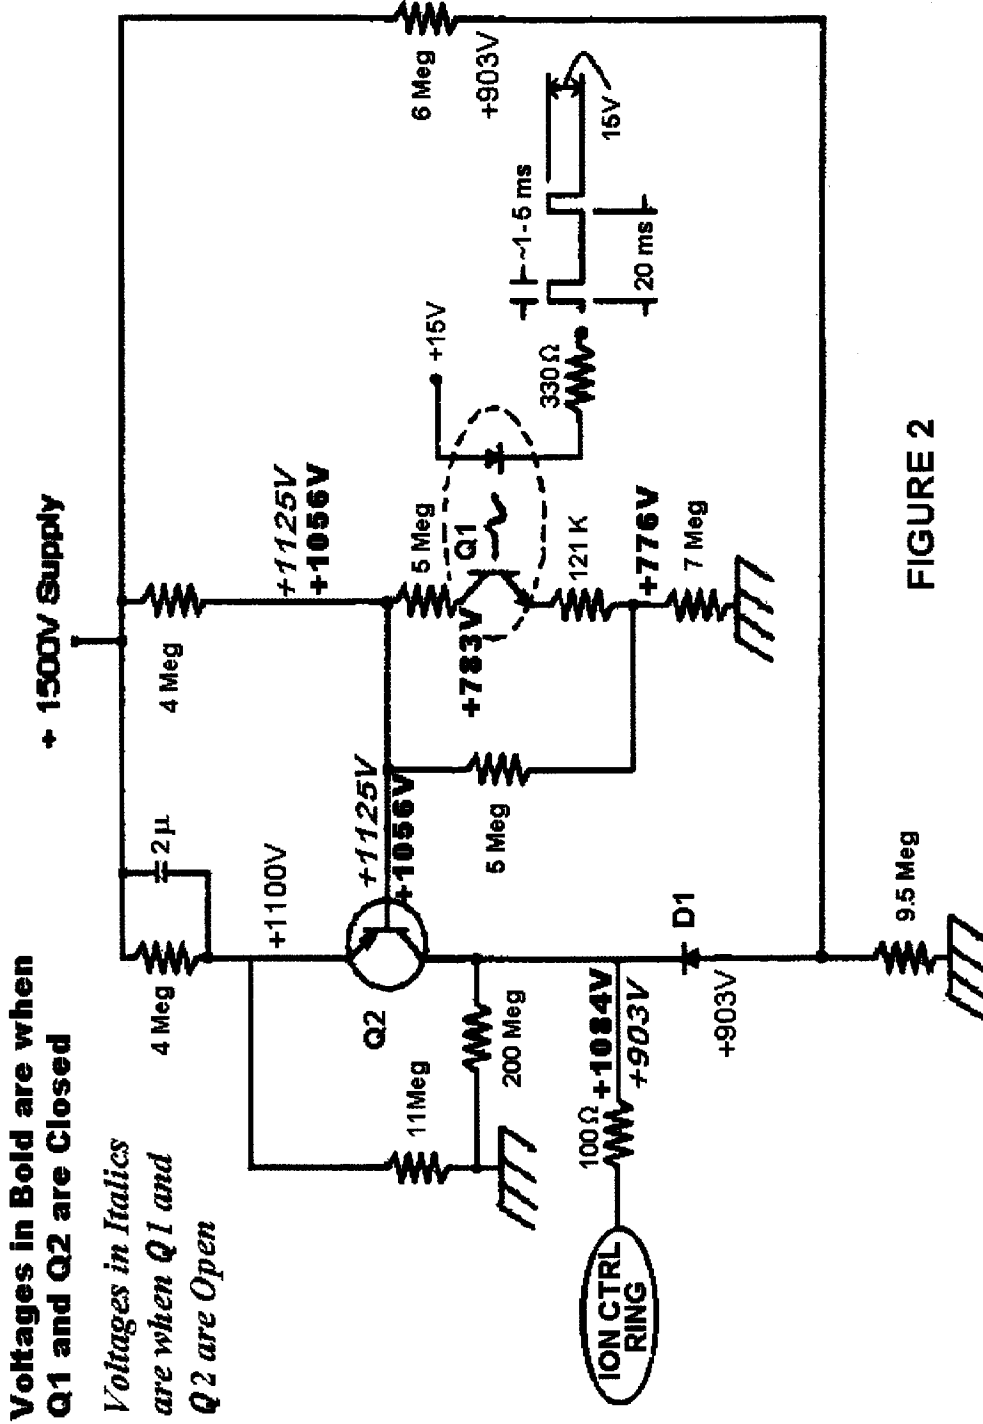 Voltages in Bold are when
Q1 and Q2 are Closed
Voltages in Italics
are when Q1 and
Q2 are Open
+ 1500V Supply
4 Meg
2µ
4 Meg
6 Meg
+903V
+1100V
+1125V
+1056V
+1125V
+1056V
Q2
11Meg
200 Meg
5 Meg
5 Meg
Q1
+783V
121 K
+776V
7 Meg
+15V
330Ω
~1-5 ms
20 ms
15V
ION CTRL
RING
100Ω
+1084V
+903V
D1
+903V
9.5 Meg
FIGURE 2